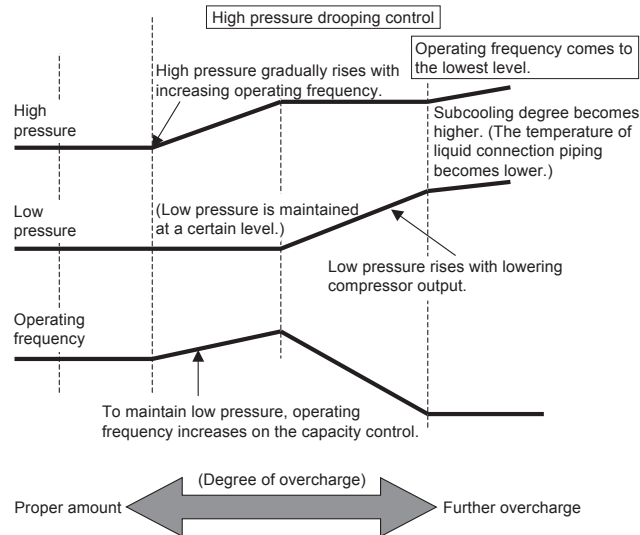 High pressure drooping control
Operating frequency comes to
the lowest level.
High pressure gradually rises with
increasing operating frequency.
High
pressure
Subcooling degree becomes
higher. (The temperature of
liquid connection piping
becomes lower.)
Low
pressure
(Low pressure is maintained
at a certain level.)
Low pressure rises with lowering
compressor output.
Operating
frequency
To maintain low pressure, operating
frequency increases on the capacity control.
(Degree of overcharge)
Proper amount
Further overcharge